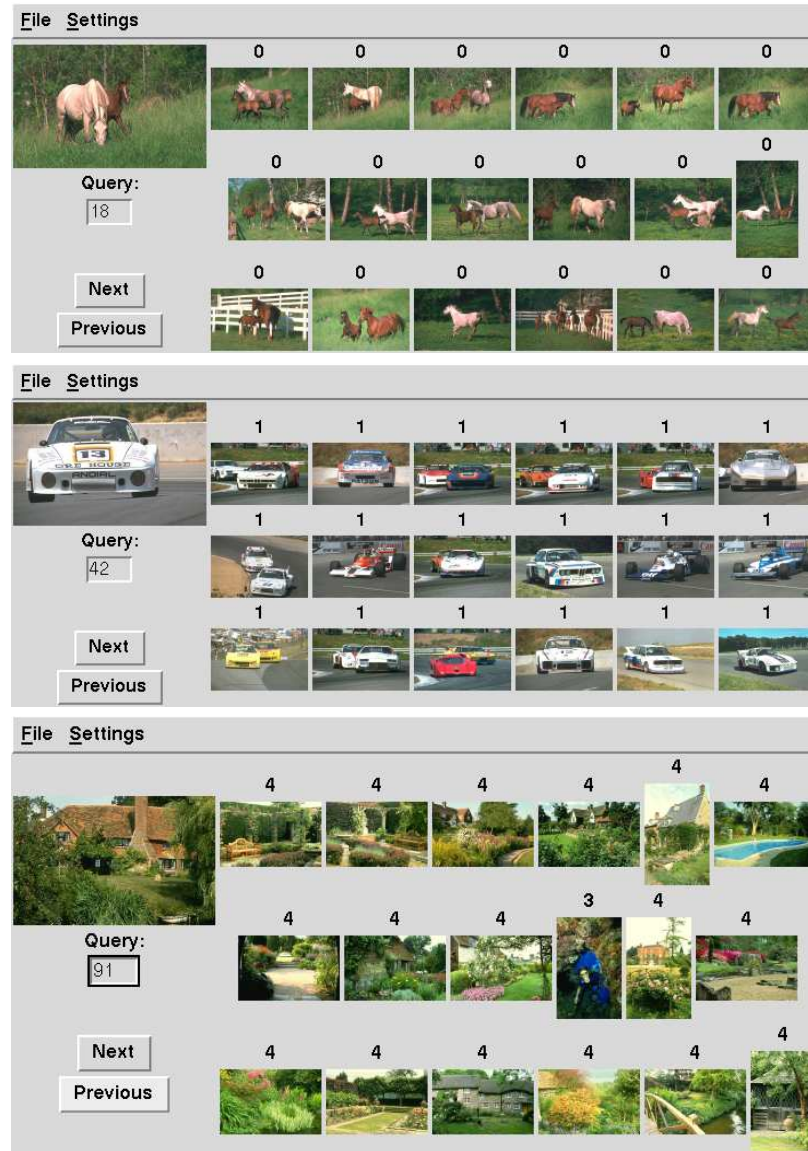 File Settings
0 0 0 0 0 0
0
0 0 0 0 0
Query:
18
0 0 0 0 0 0
Next
Previous
File Settings
1 1 1 1 1 1
13
ANDIAL
1 1 1 1 1 1
Query:
42
1 1 1 1 1 1
Next
Previous
File Settings
4
4 4 4 4 4
3
4 4 4 4 4
Query:
91
4
4 4 4 4 4
Next
Previous